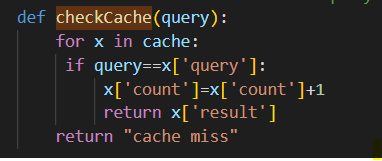 def checkCache(query):
    for x in cache:
     if query==x['query']:
        x['count']=x['count']+1
        return x['result']
    return "cache miss"